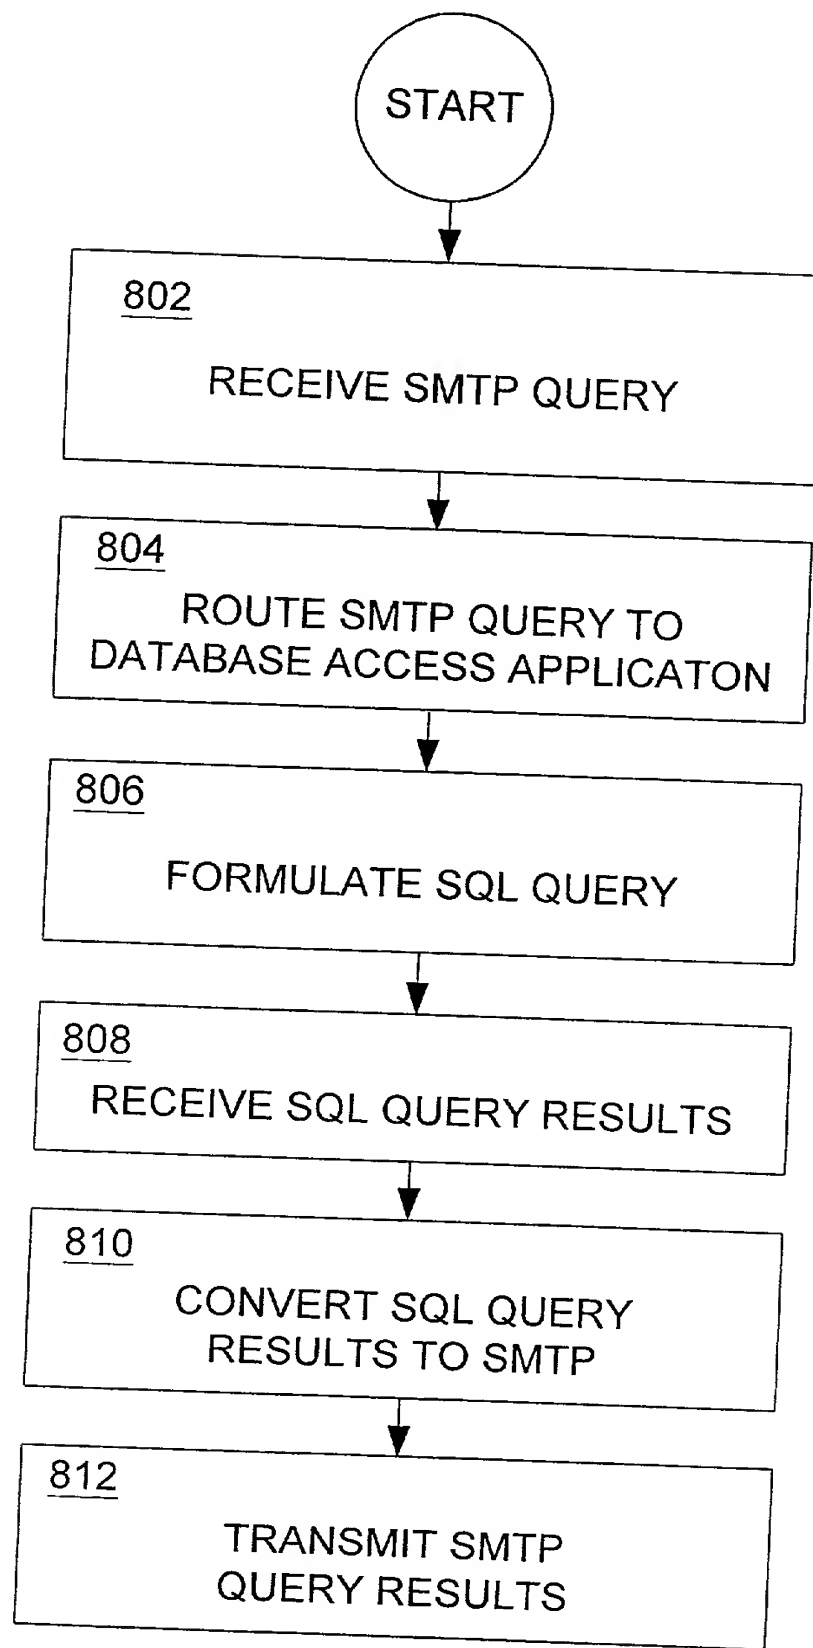 START
802
RECEIVE SMTP QUERY
804
ROUTE SMTP QUERY TO
DATABASE ACCESS APPLICATON
806
FORMULATE SQL QUERY
808
RECEIVE SQL QUERY RESULTS
810
CONVERT SQL QUERY
RESULTS TO SMTP
812
TRANSMIT SMTP
QUERY RESULTS